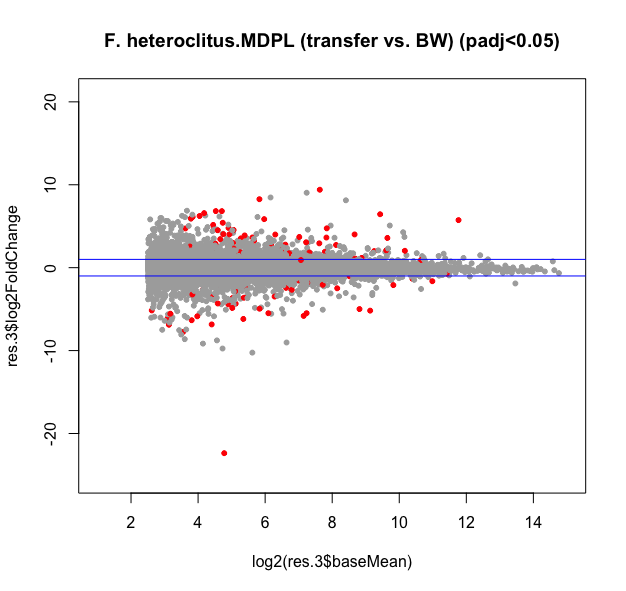 F. heteroclitus.MDPL (transfer vs. BW) (padj<0.05)
res.3$log2FoldChange
20
10
0
-10
-20
2 4 6 8 10 12 14
log2(res.3$baseMean)